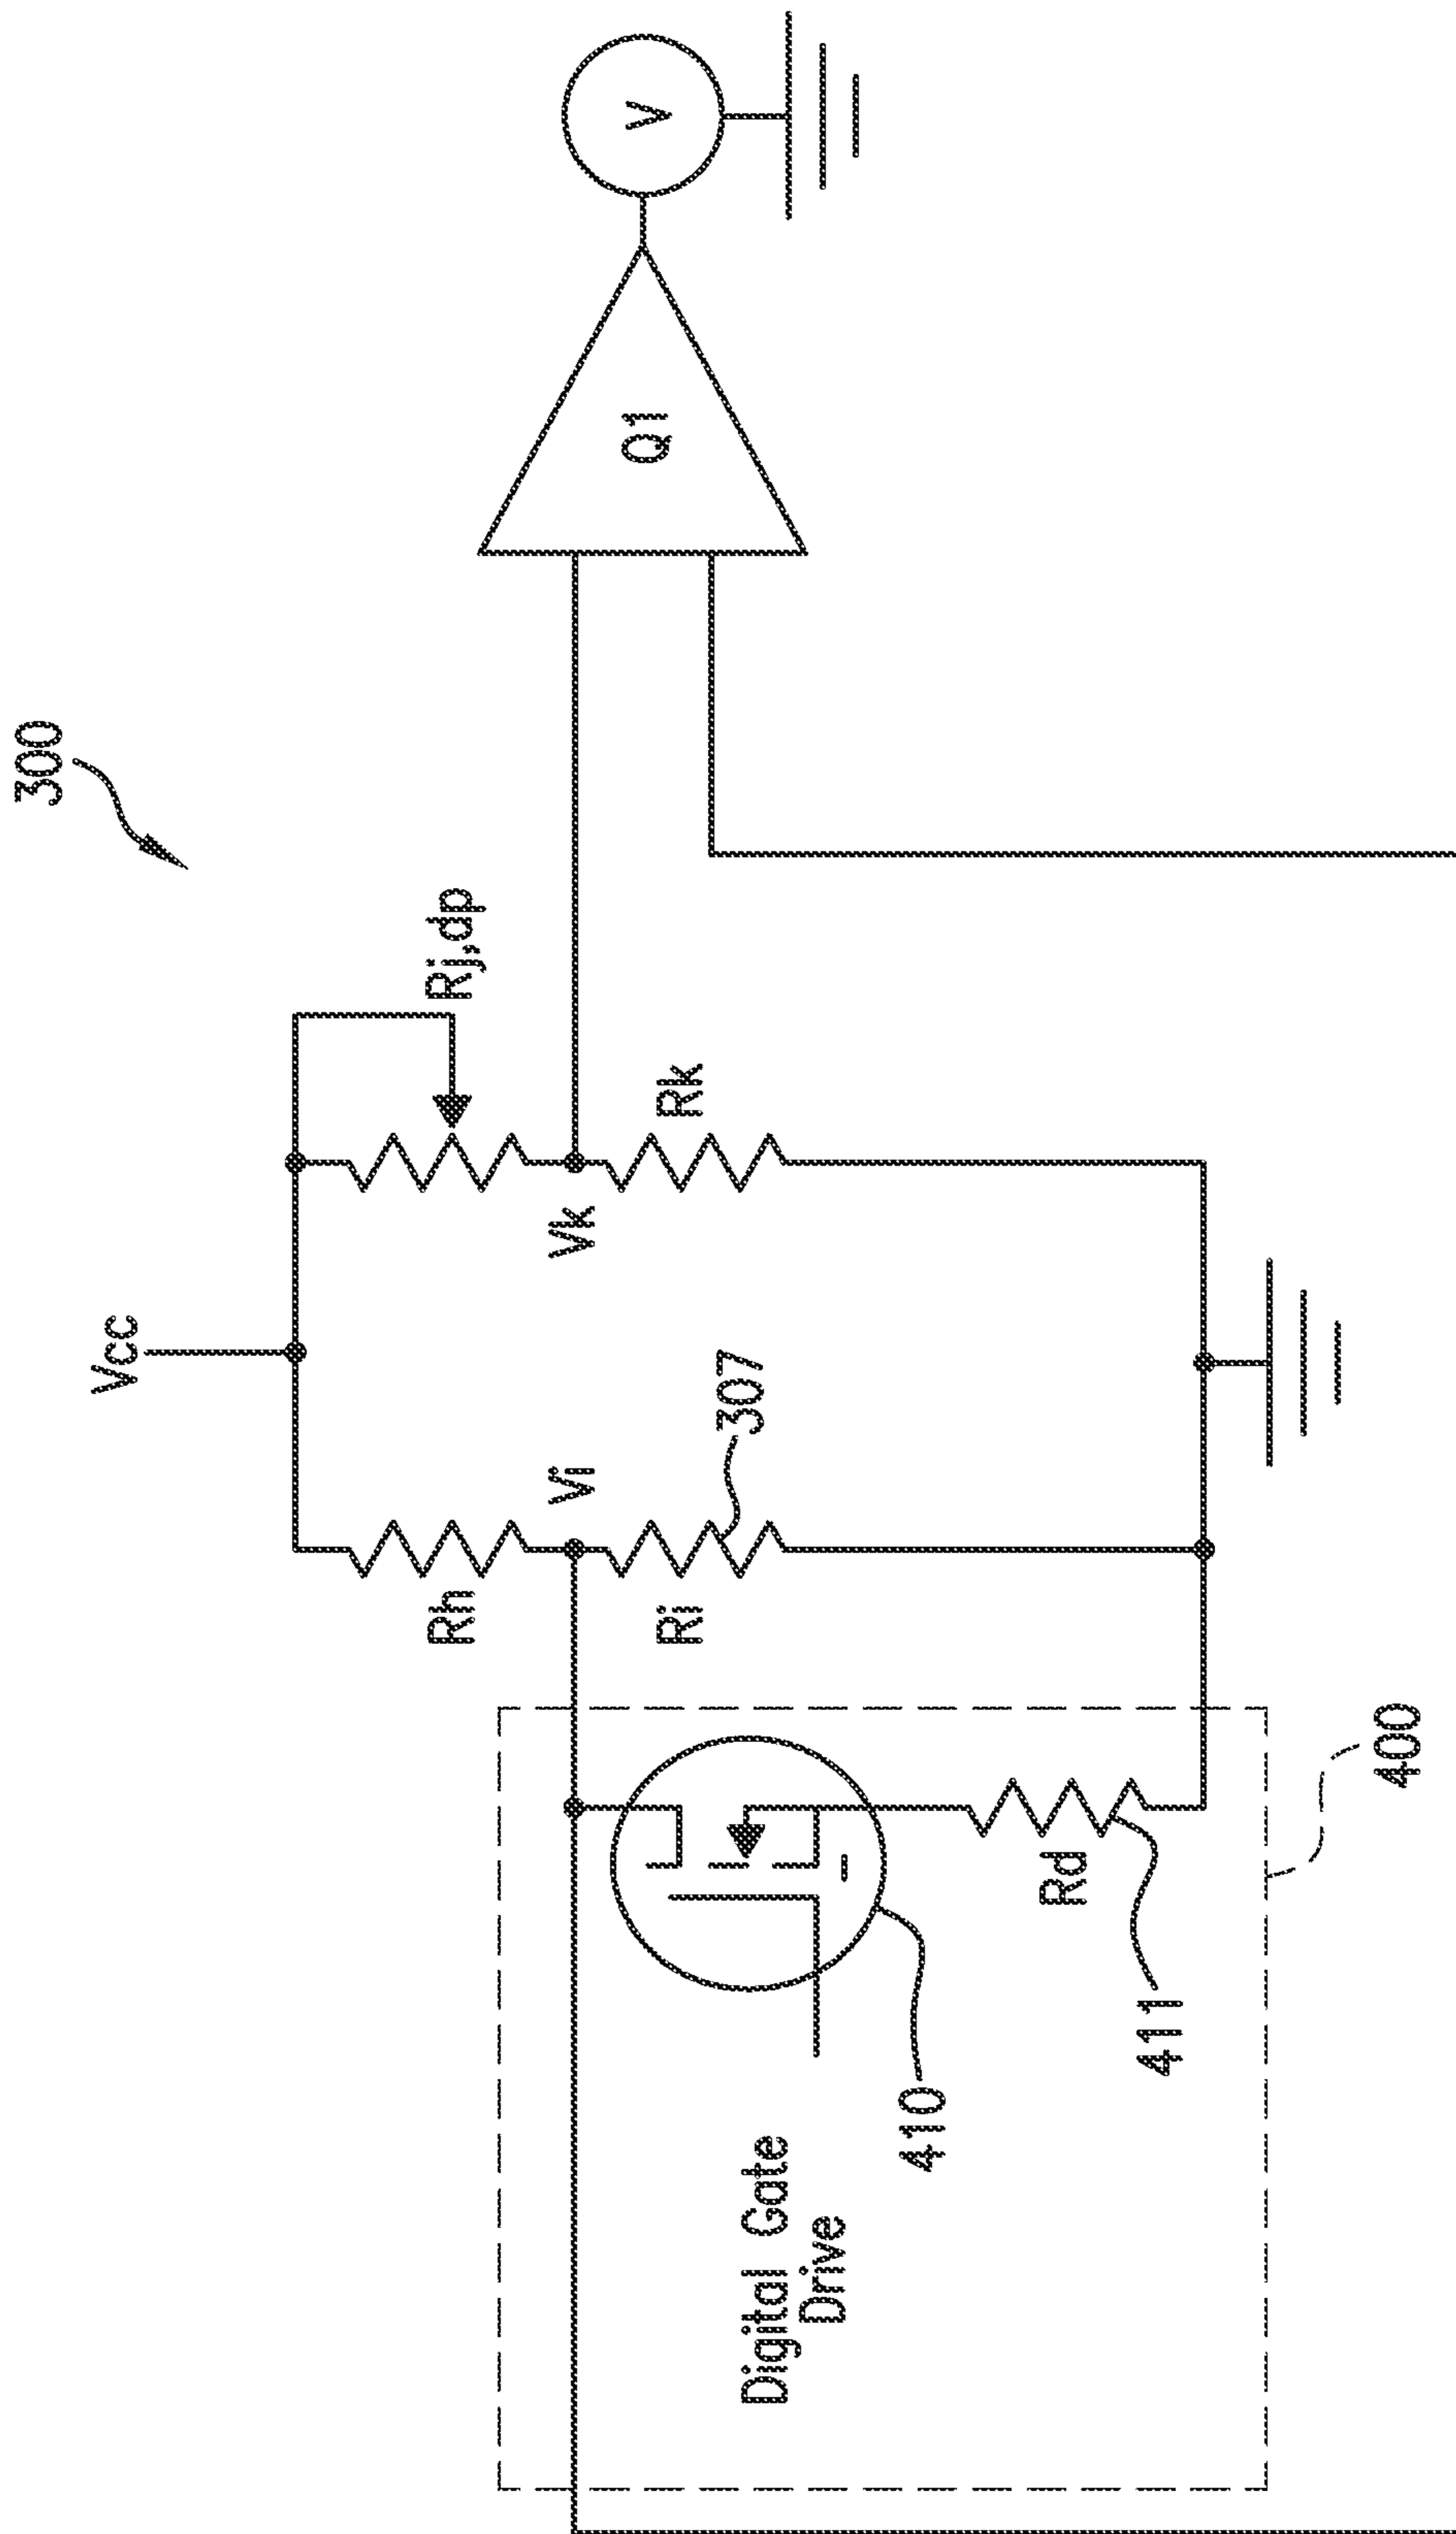 300
Vcc
Rj,dp
Rh
Vi
Vk
Ri
Rk
307
Q1
V
Digital Gate
Drive
410
Rd
411
400